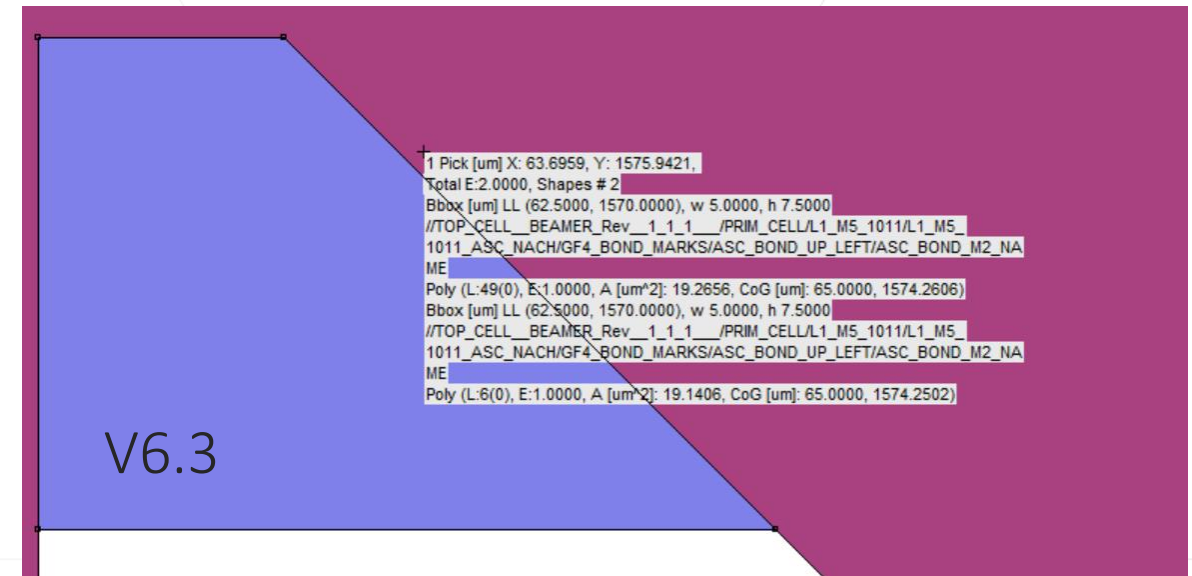 1 Pick [um] X: 63.6959, Y: 1575.9421,
Total E:2.0000, Shapes # 2
Bbox [um] LL (62.5000, 1570.0000), w 5.0000, h 7.5000
//TOP_CELL__BEAMER_Rev__1_1_1___/PRIM_CELL/L1_M5_1011/L1_M5_
1011_ASC_NACH/GF4_BOND_MARKS/ASC_BOND_UP_LEFT/ASC_BOND_M2_NA
ME
Poly (L:49(0), E:1.0000, A [um^2]: 19.2656, CoG [um]: 65.0000, 1574.2606)
Bbox [um] LL (62.5000, 1570.0000), w 5.0000, h 7.5000
//TOP_CELL__BEAMER_Rev__1_1_1___/PRIM_CELL/L1_M5_1011/L1_M5_
1011_ASC_NACH/GF4_BOND_MARKS/ASC_BOND_UP_LEFT/ASC_BOND_M2_NA
ME
Poly (L:6(0), E:1.0000, A [um^2]: 19.1406, CoG [um]: 65.0000, 1574.2502)
V6.3